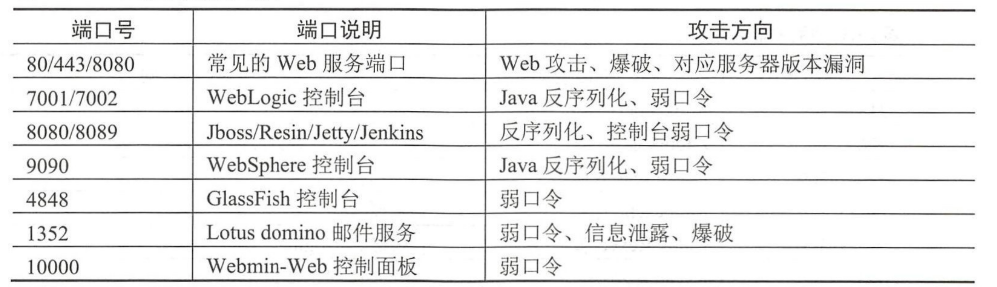 端口号 端口说明 攻击方向
80/443/8080 常见的 Web 服务端口 Web 攻击、爆破、对应服务器版本漏洞
7001/7002 WebLogic 控制台 Java 反序列化、弱口令
8080/8089 Jboss/Resin/Jetty/Jenkins 反序列化、控制台弱口令
9090 WebSphere 控制台 Java 反序列化、弱口令
4848 GlassFish 控制台 弱口令
1352 Lotus domino 邮件服务 弱口令、信息泄露、爆破
10000 Webmin-Web 控制面板 弱口令